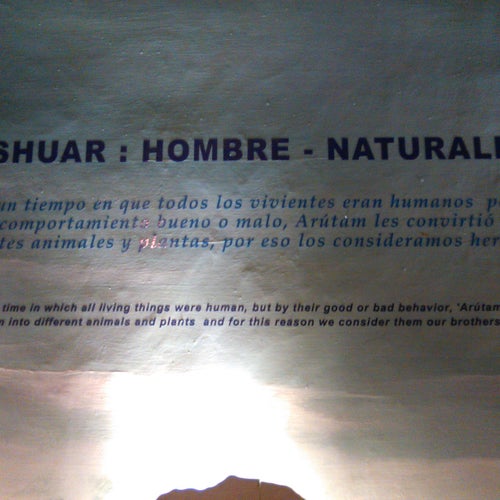 SHUAR : HOMBRE - NATURALE
un tiempo en que todos los vivientes eran humanos p
comportamiento bueno o malo, Arútam les convirtió
tes animales y plantas, por eso los consideramos her
time in which all living things were human, but by their good or bad behavior, 'Arútam
n into different animals and plants and for this reason we consider them our brothers